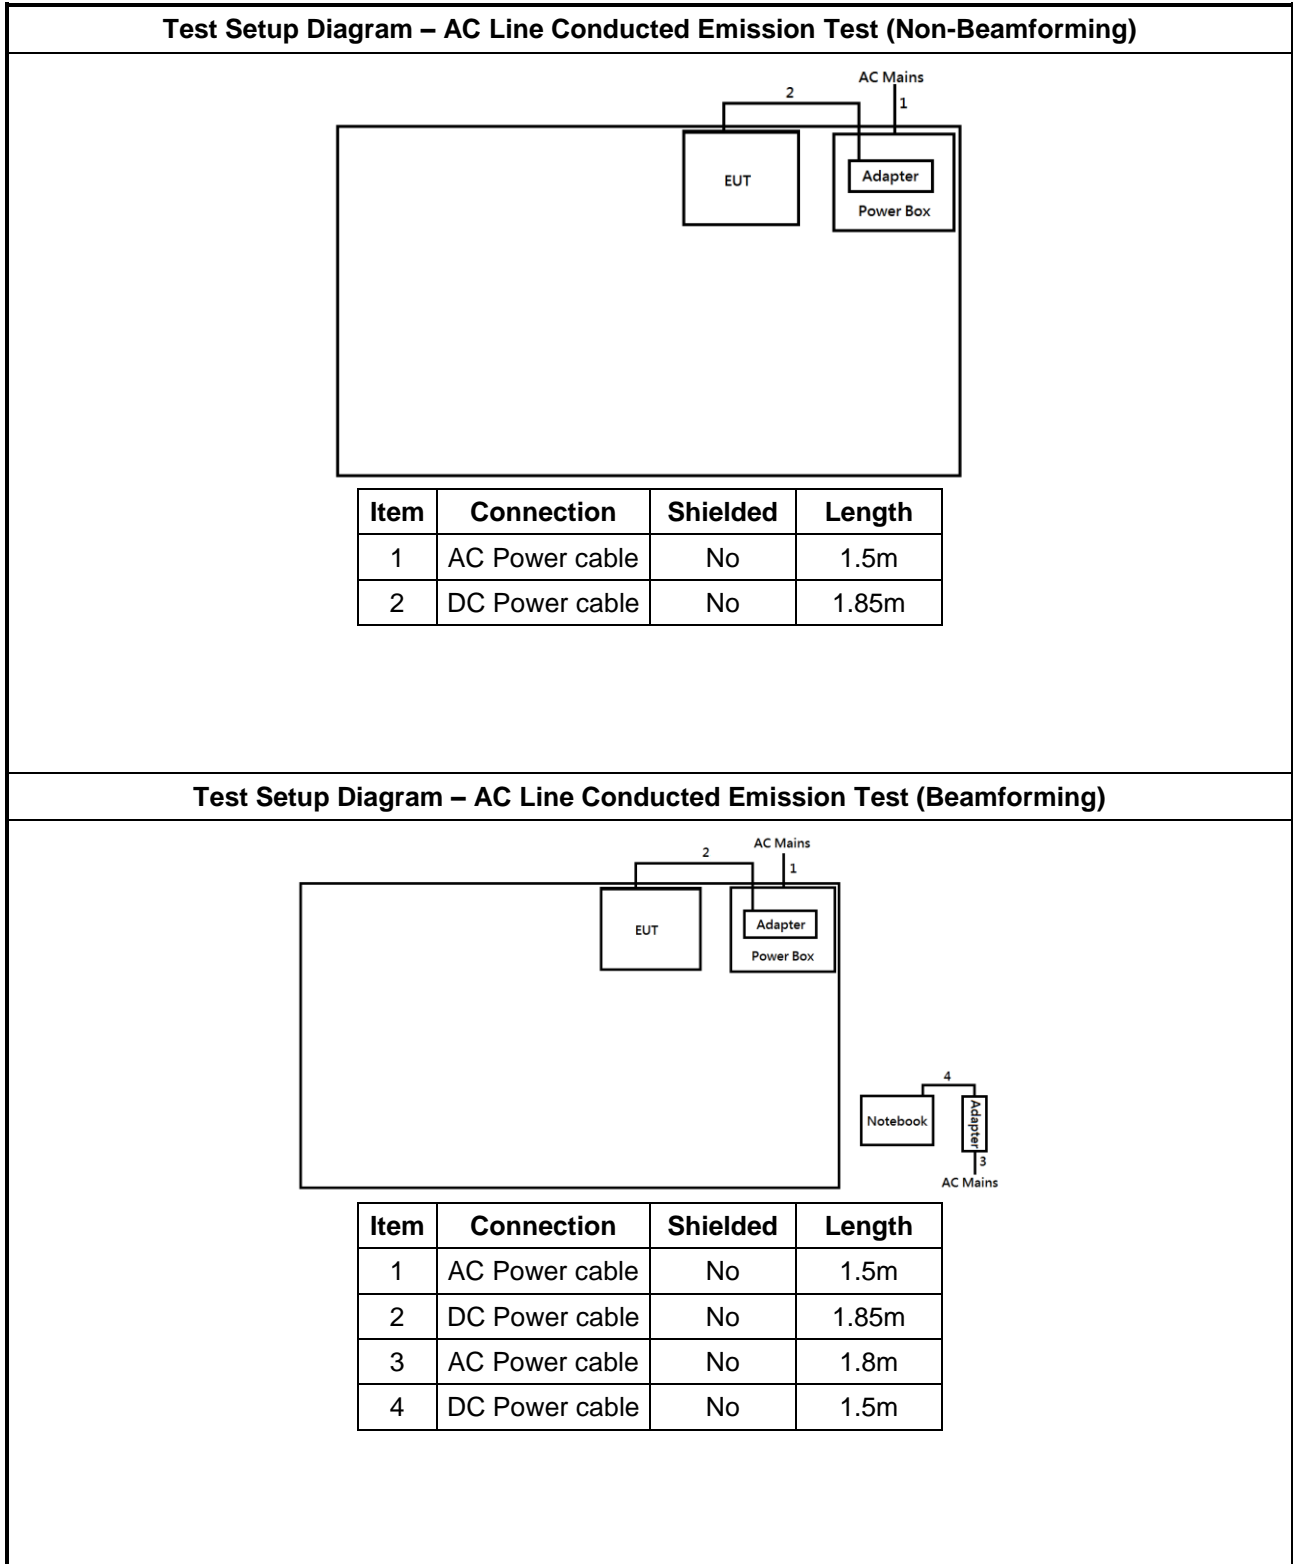 Test Setup Diagram – AC Line Conducted Emission Test (Non-Beamforming)
AC Mains
2
1
EUT
Adapter
Power Box
Item Connection Shielded Length
1 AC Power cable No 1.5m
2 DC Power cable No 1.85m
Test Setup Diagram – AC Line Conducted Emission Test (Beamforming)
AC Mains
2
1
EUT
Adapter
Power Box
4
Notebook
Adapter
3
AC Mains
Item Connection Shielded Length
1 AC Power cable No 1.5m
2 DC Power cable No 1.85m
3 AC Power cable No 1.8m
4 DC Power cable No 1.5m